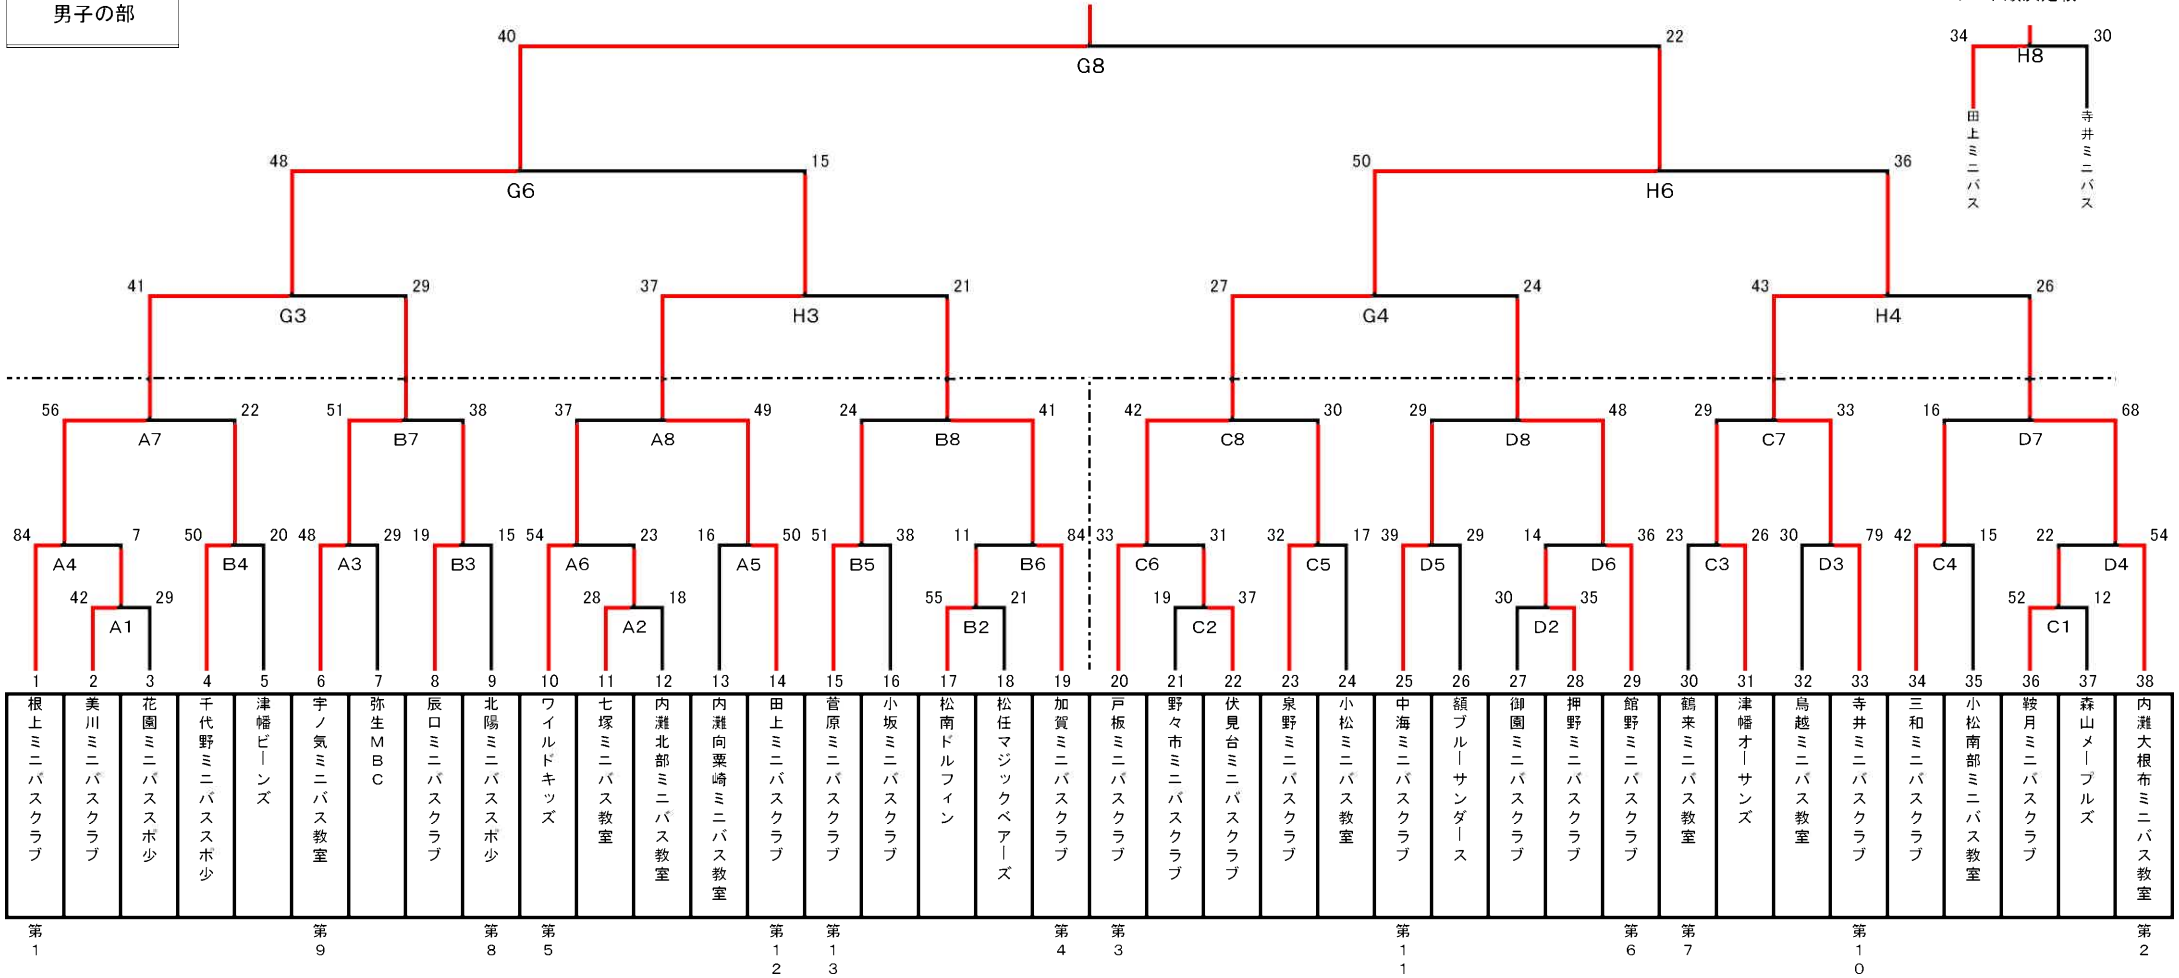 男子の部
40
22
G8
34
30
H8
田上ミニバス
寺井ミニバス
48
15
G6
50
36
H6
41
29
G3
37
21
H3
27
24
G4
43
26
H4
56
22
A7
51
38
B7
37
49
A8
24
41
B8
42
30
C8
29
48
D8
29
33
C7
16
68
D7
84
7
A4
50
20
B4
48
29
A3
19
15
B3
54
23
A6
16
50
A5
51
38
B5
11
84
B6
33
31
C6
32
17
C5
39
29
D5
14
36
D6
23
26
C3
30
79
D3
42
15
C4
22
54
D4
42
29
A1
28
18
A2
55
21
B2
19
37
C2
30
35
D2
52
12
C1
1 2 3 4 5 6 7 8 9 10 11 12 13 14 15 16 17 18 19 20 21 22 23 24 25 26 27 28 29 30 31 32 33 34 35 36 37 38
根上ミニバスクラブ
美川ミニバスクラブ
花園ミニバススポ少
千代野ミニバススポ少
津幡ビーンズ
宇ノ気ミニバス教室
弥生MBC
辰口ミニバスクラブ
北陽ミニバススポ少
ワイルドキッズ
七塚ミニバス教室
内灘北部ミニバス教室
内灘向粟崎ミニバス教室
田上ミニバスクラブ
菅原ミニバスクラブ
小坂ミニバスクラブ
松南ドルフィン
松任マジックベアーズ
加賀ミニバスクラブ
戸板ミニバスクラブ
野々市ミニバスクラブ
伏見台ミニバスクラブ
泉野ミニバスクラブ
小松ミニバス教室
中海ミニバスクラブ
額ブルーサンダース
御園ミニバスクラブ
押野ミニバスクラブ
館野ミニバスクラブ
鶴来ミニバス教室
津幡オーサンズ
鳥越ミニバス教室
寺井ミニバスクラブ
三和ミニバスクラブ
小松南部ミニバス教室
鞍月ミニバスクラブ
森山メープルズ
内灘大根布ミニバス教室
第1
第9
第8
第5
第12
第13
第4
第3
第11
第6
第7
第10
第2